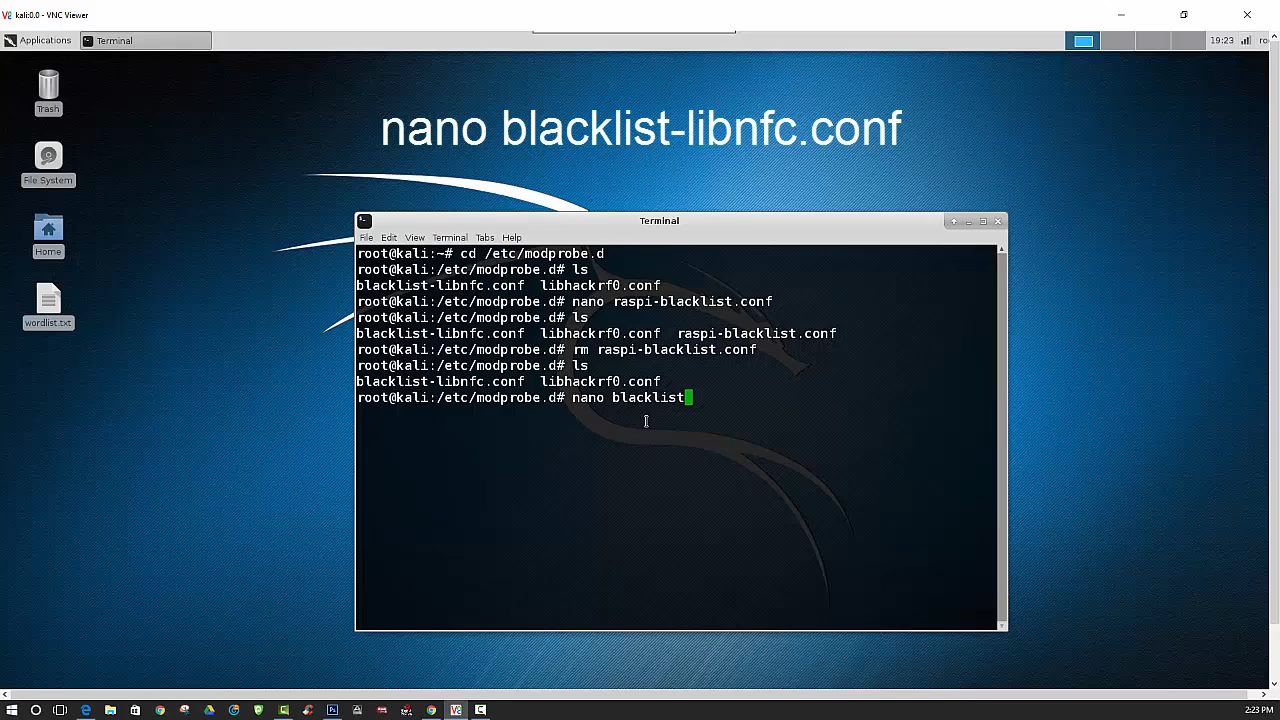 kali:0.0 - VNC Viewer
Applications
Terminal
19:23
ro
Trash
nano blacklist-libnfc.conf
File System
Home
wordlist.txt
Terminal
File Edit View Terminal Tabs Help
root@kali:~# cd /etc/modprobe.d
root@kali:/etc/modprobe.d# ls
blacklist-libnfc.conf  libhackrf0.conf
root@kali:/etc/modprobe.d# nano raspi-blacklist.conf
root@kali:/etc/modprobe.d# ls
blacklist-libnfc.conf  libhackrf0.conf  raspi-blacklist.conf
root@kali:/etc/modprobe.d# rm raspi-blacklist.conf
root@kali:/etc/modprobe.d# ls
blacklist-libnfc.conf  libhackrf0.conf
root@kali:/etc/modprobe.d# nano blacklist
2:23 PM